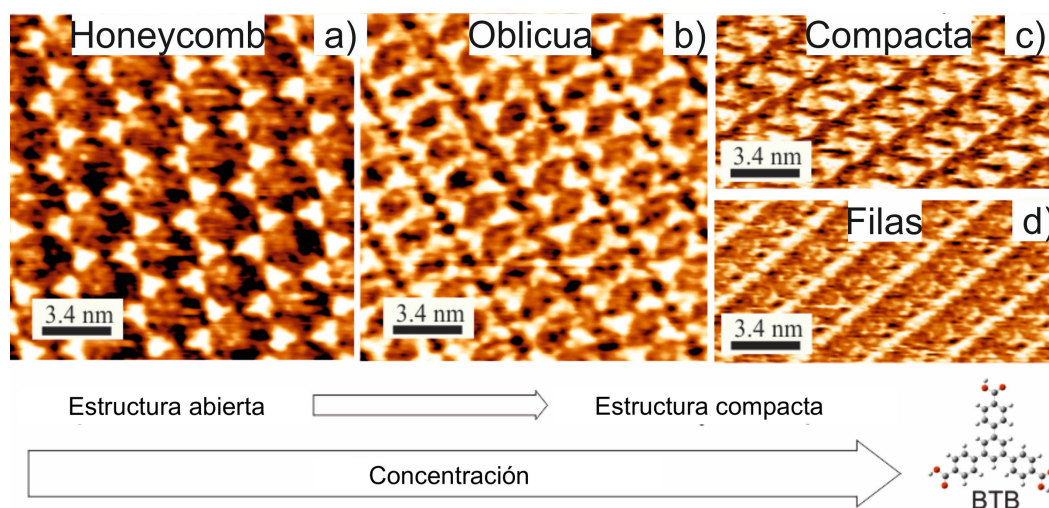 Honeycomb a)
Oblicua b)
Compacta c)
3.4 nm
Filas d)
3.4 nm
3.4 nm
3.4 nm
Estructura abierta
Estructura compacta
Concentración
BTB